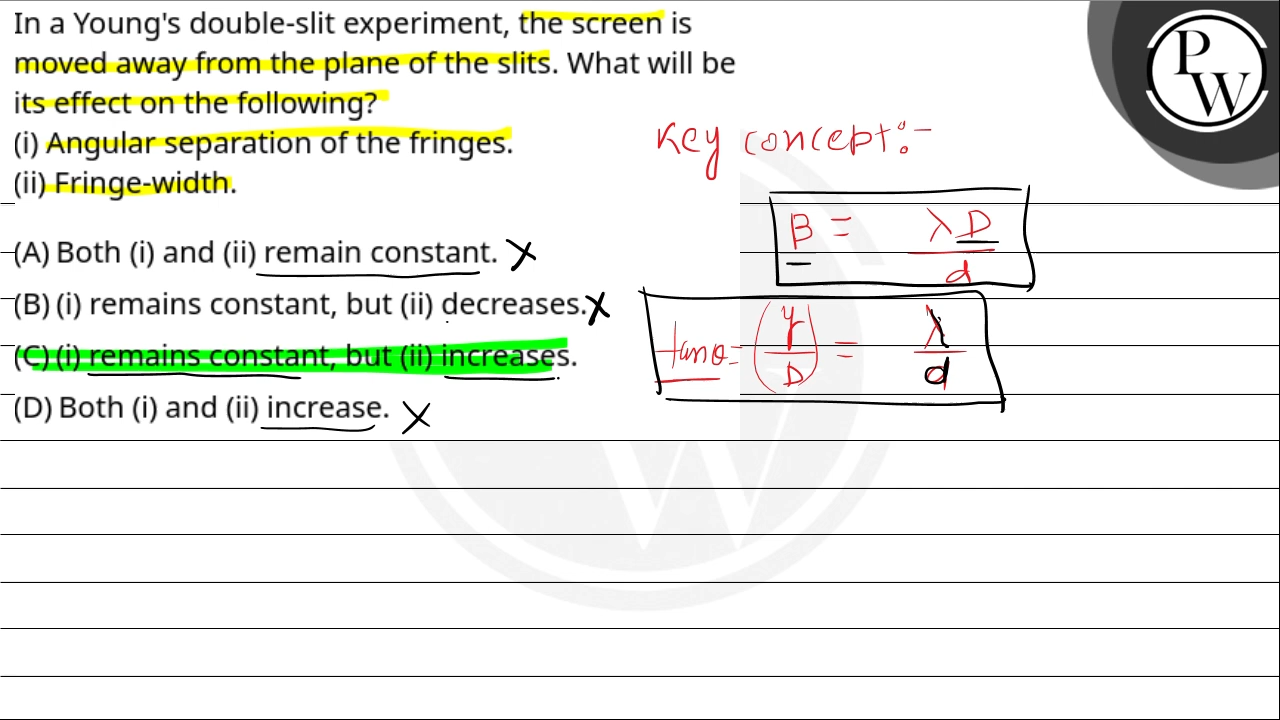 In a Young's double-slit experiment, the screen is
moved away from the plane of the slits. What will be
its effect on the following?
(i) Angular separation of the fringes.
(ii) Fringe-width.
(A) Both (i) and (ii) remain constant. X
(B) (i) remains constant, but (ii) decreases. X
(C) (i) remains constant, but (ii) increases.
(D) Both (i) and (ii) increase. X
Key concept:-
B = λD/d
tanθ = (y/D) = λ/d
PW